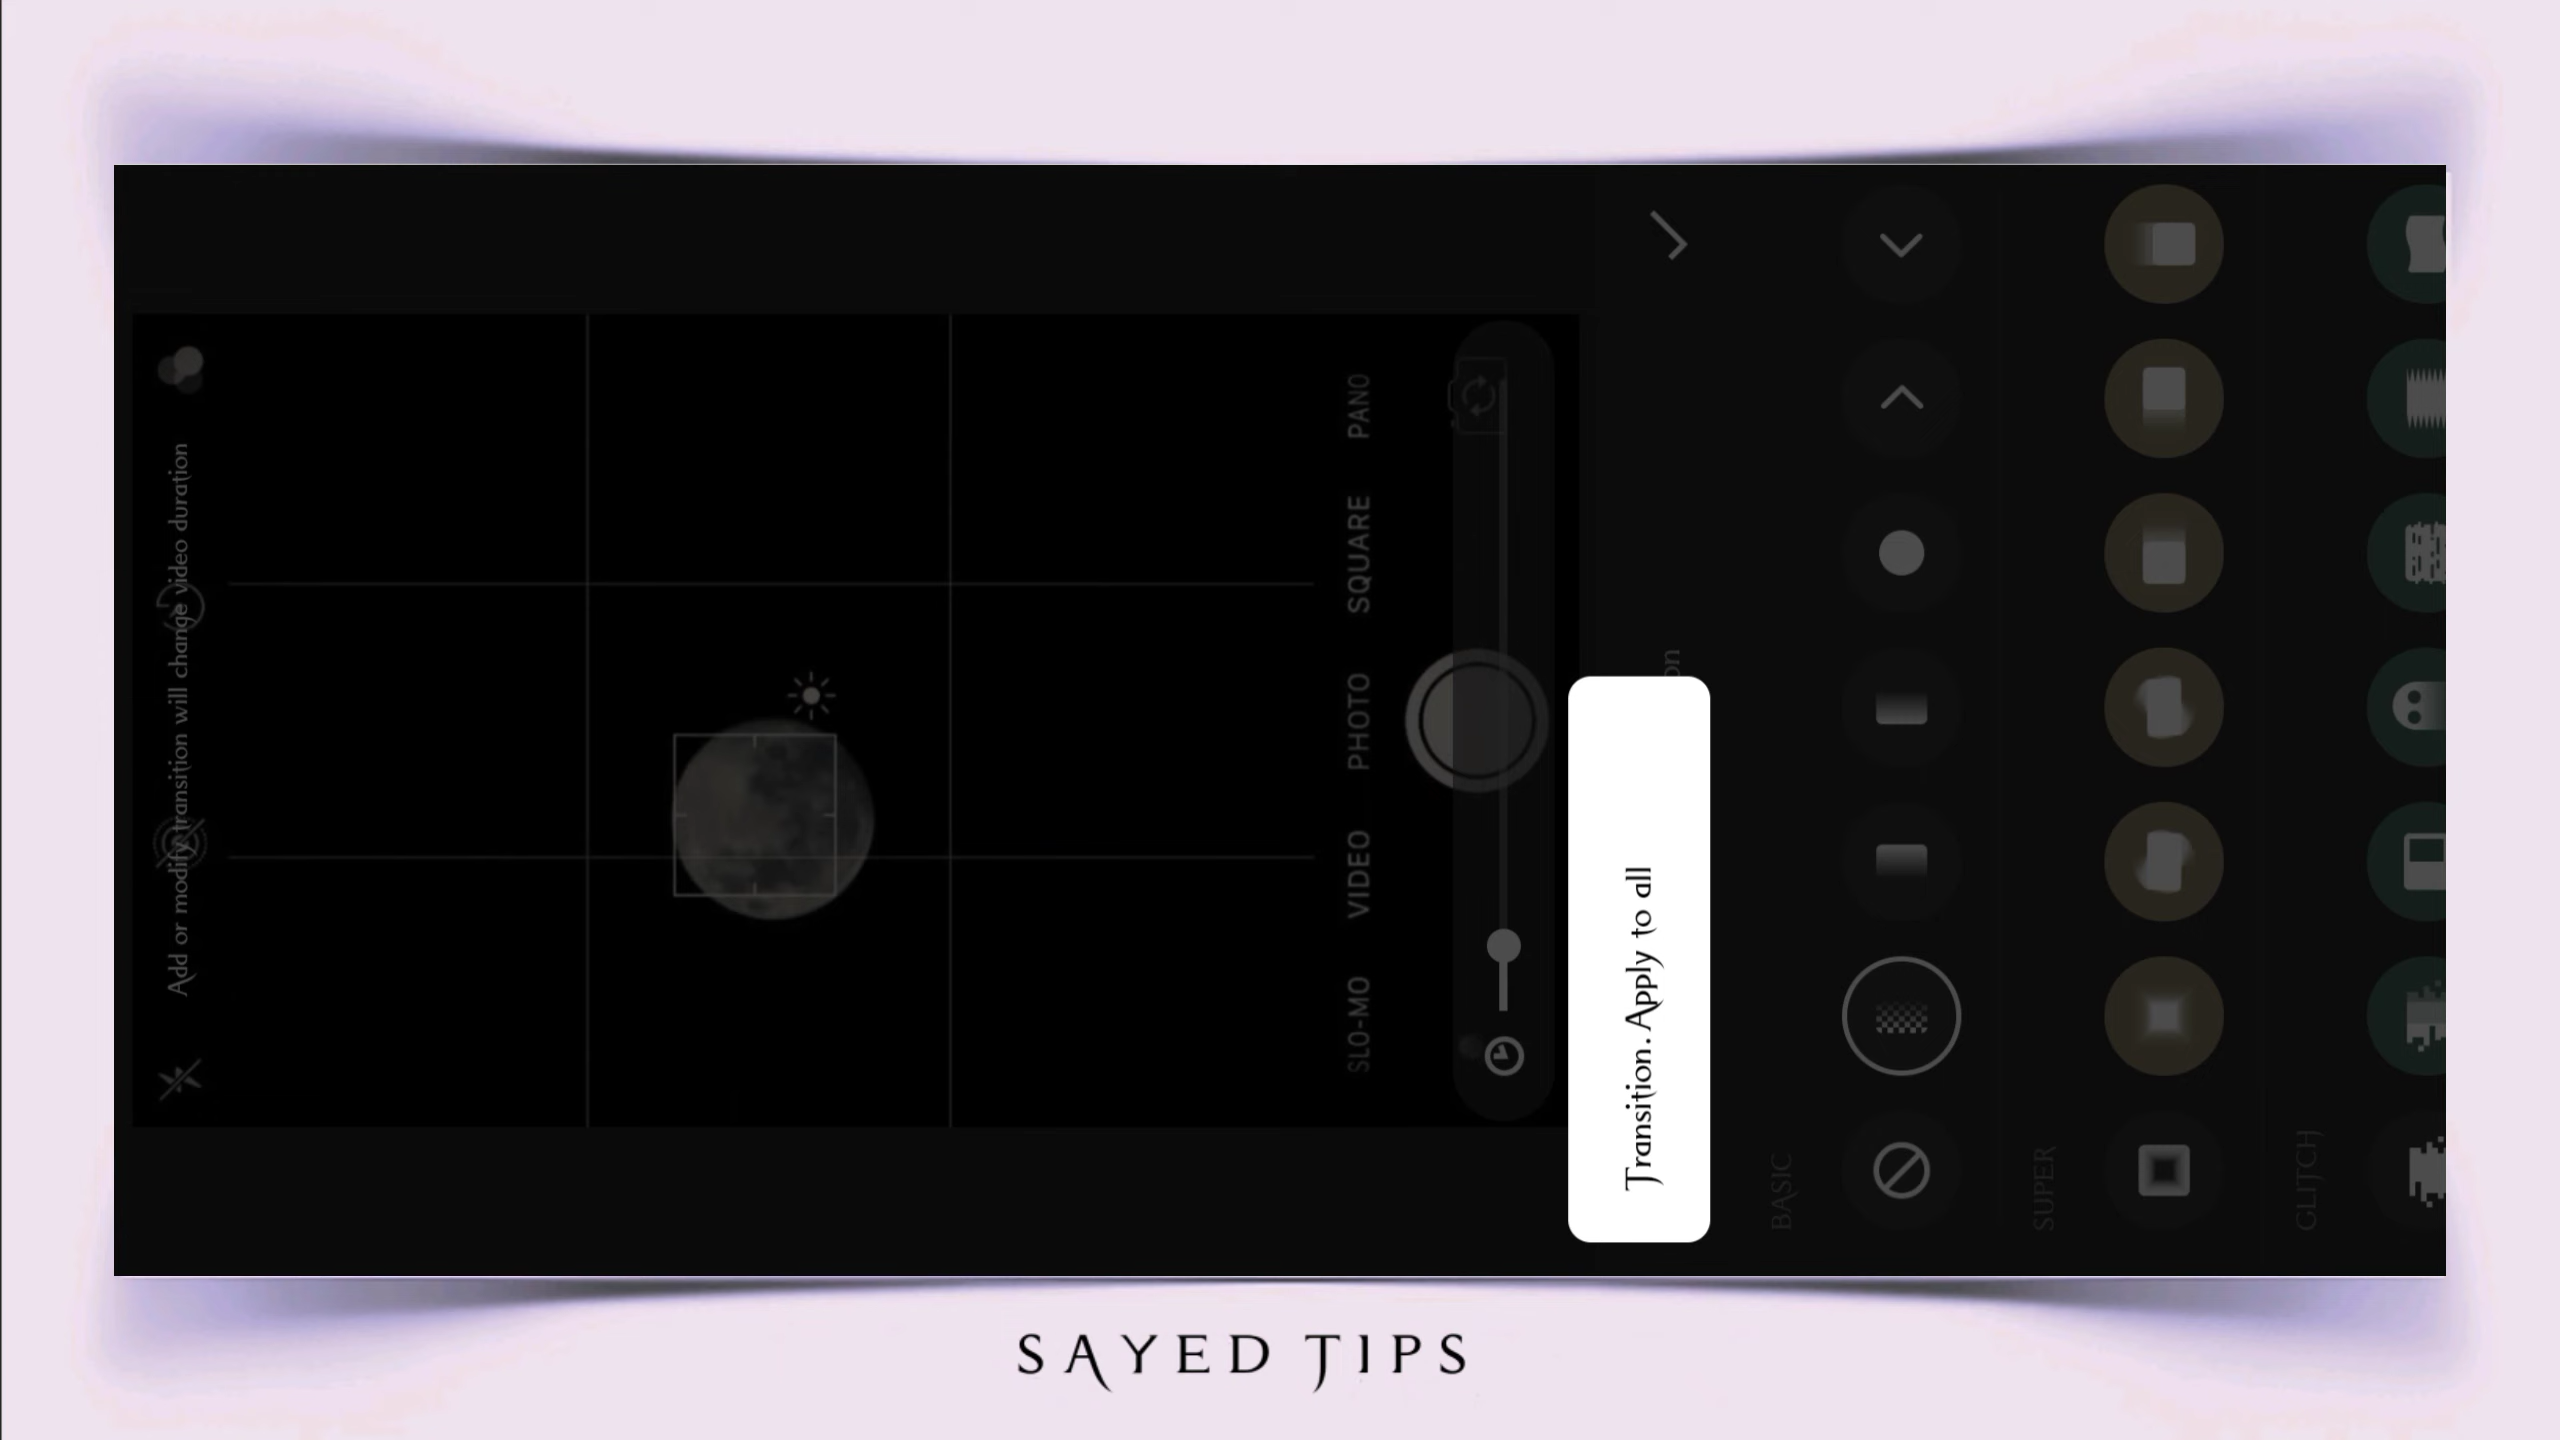 Add or modify transition will change video duration
SLO-MO VIDEO PHOTO SQUARE PANO
Transition. Apply to all
BASIC
SUPER
GLITCH
SAYED TIPS